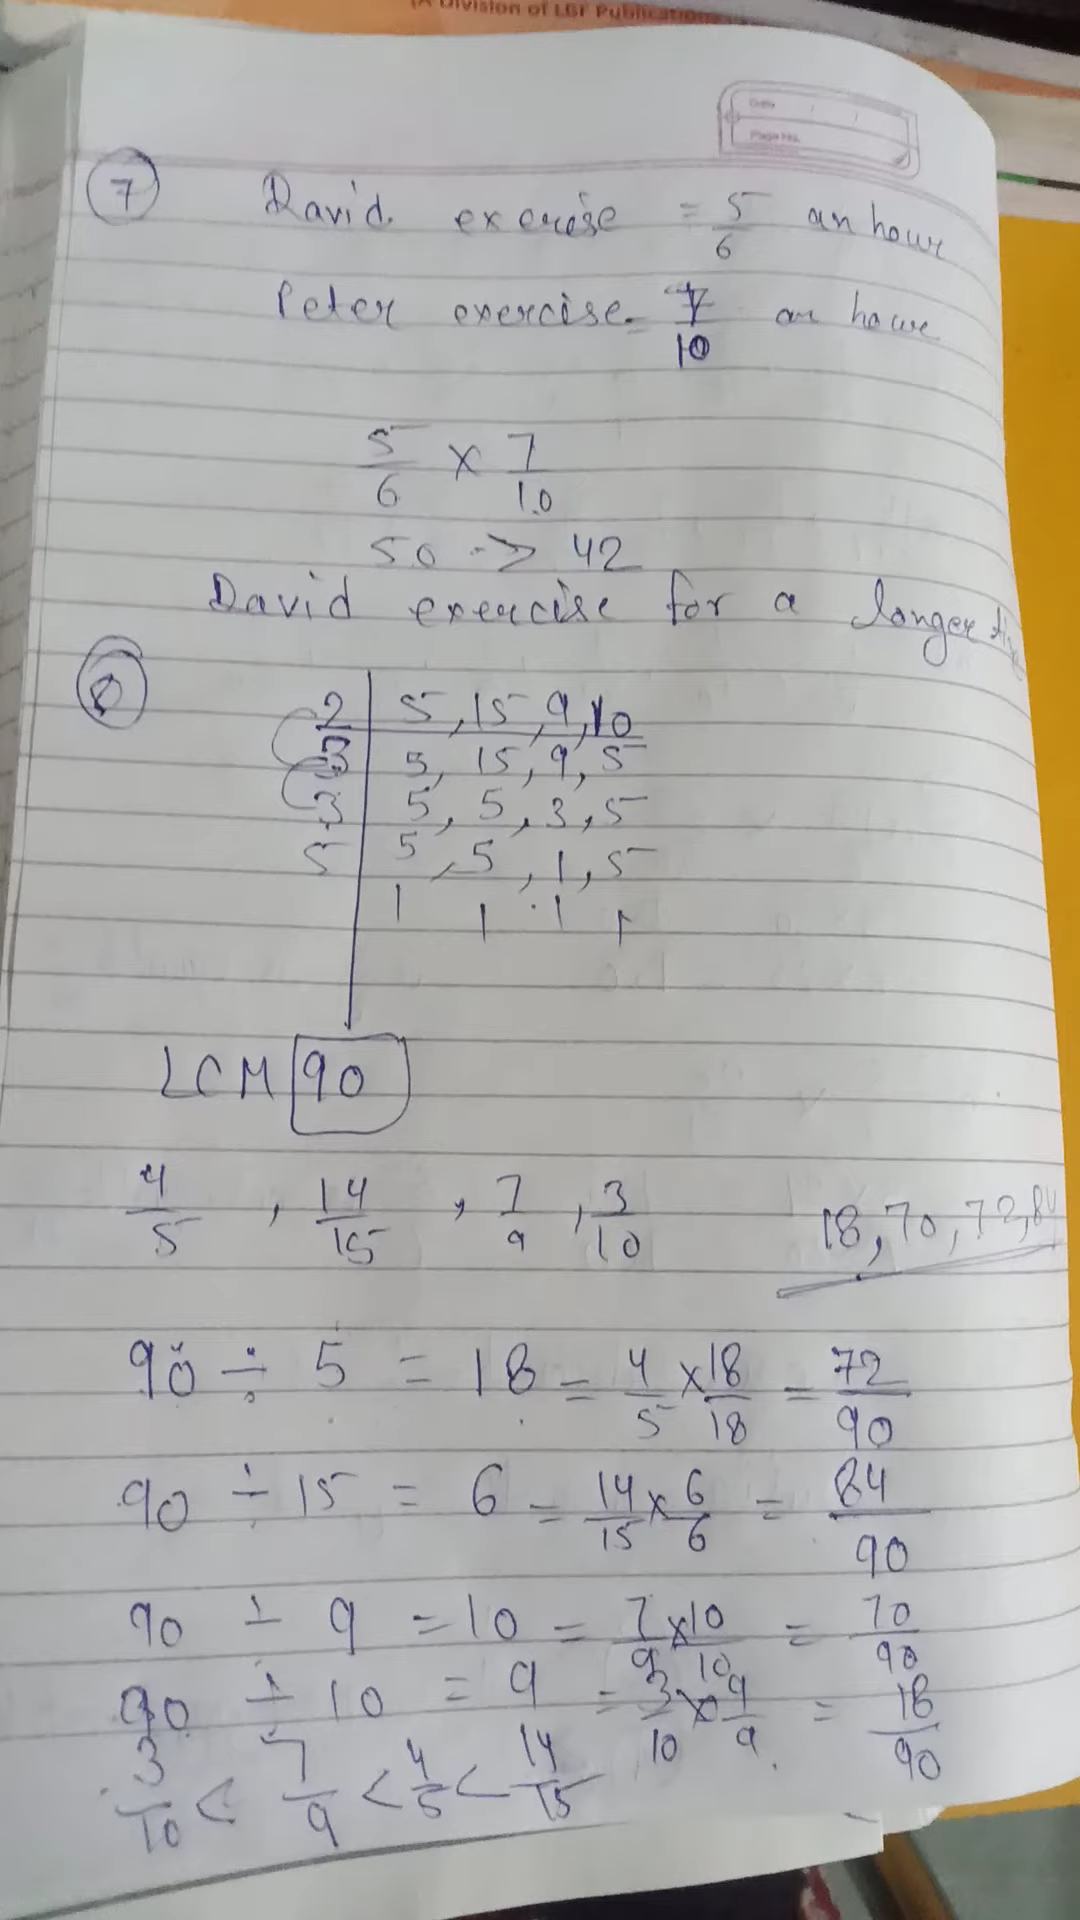 (A Division of LGF Publications
Date
Page No.
7 David exercise = 5/6 an hour
Peter exercise = 7/10 an houre
5/6 × 7/10
50 -> 42
David exercise for a longer
8
2 | 5, 15, 9, 10
3 | 5, 15, 9, 5
3 | 5, 5, 3, 5
5 | 5, 5, 1, 5
1 1 1 1
LCM 90
4/5, 14/15, 7/9, 3/10 18, 70, 72, 84
90 ÷ 5 = 18 = 4/5 × 18/18 = 72/90
90 ÷ 15 = 6 = 14/15 × 6/6 = 84/90
90 ÷ 9 = 10 = 7/9 × 10/10 = 70/90
90 ÷ 10 = 9 = 3/10 × 9/9 = 18/90
3/10 < 7/9 < 4/5 < 14/15